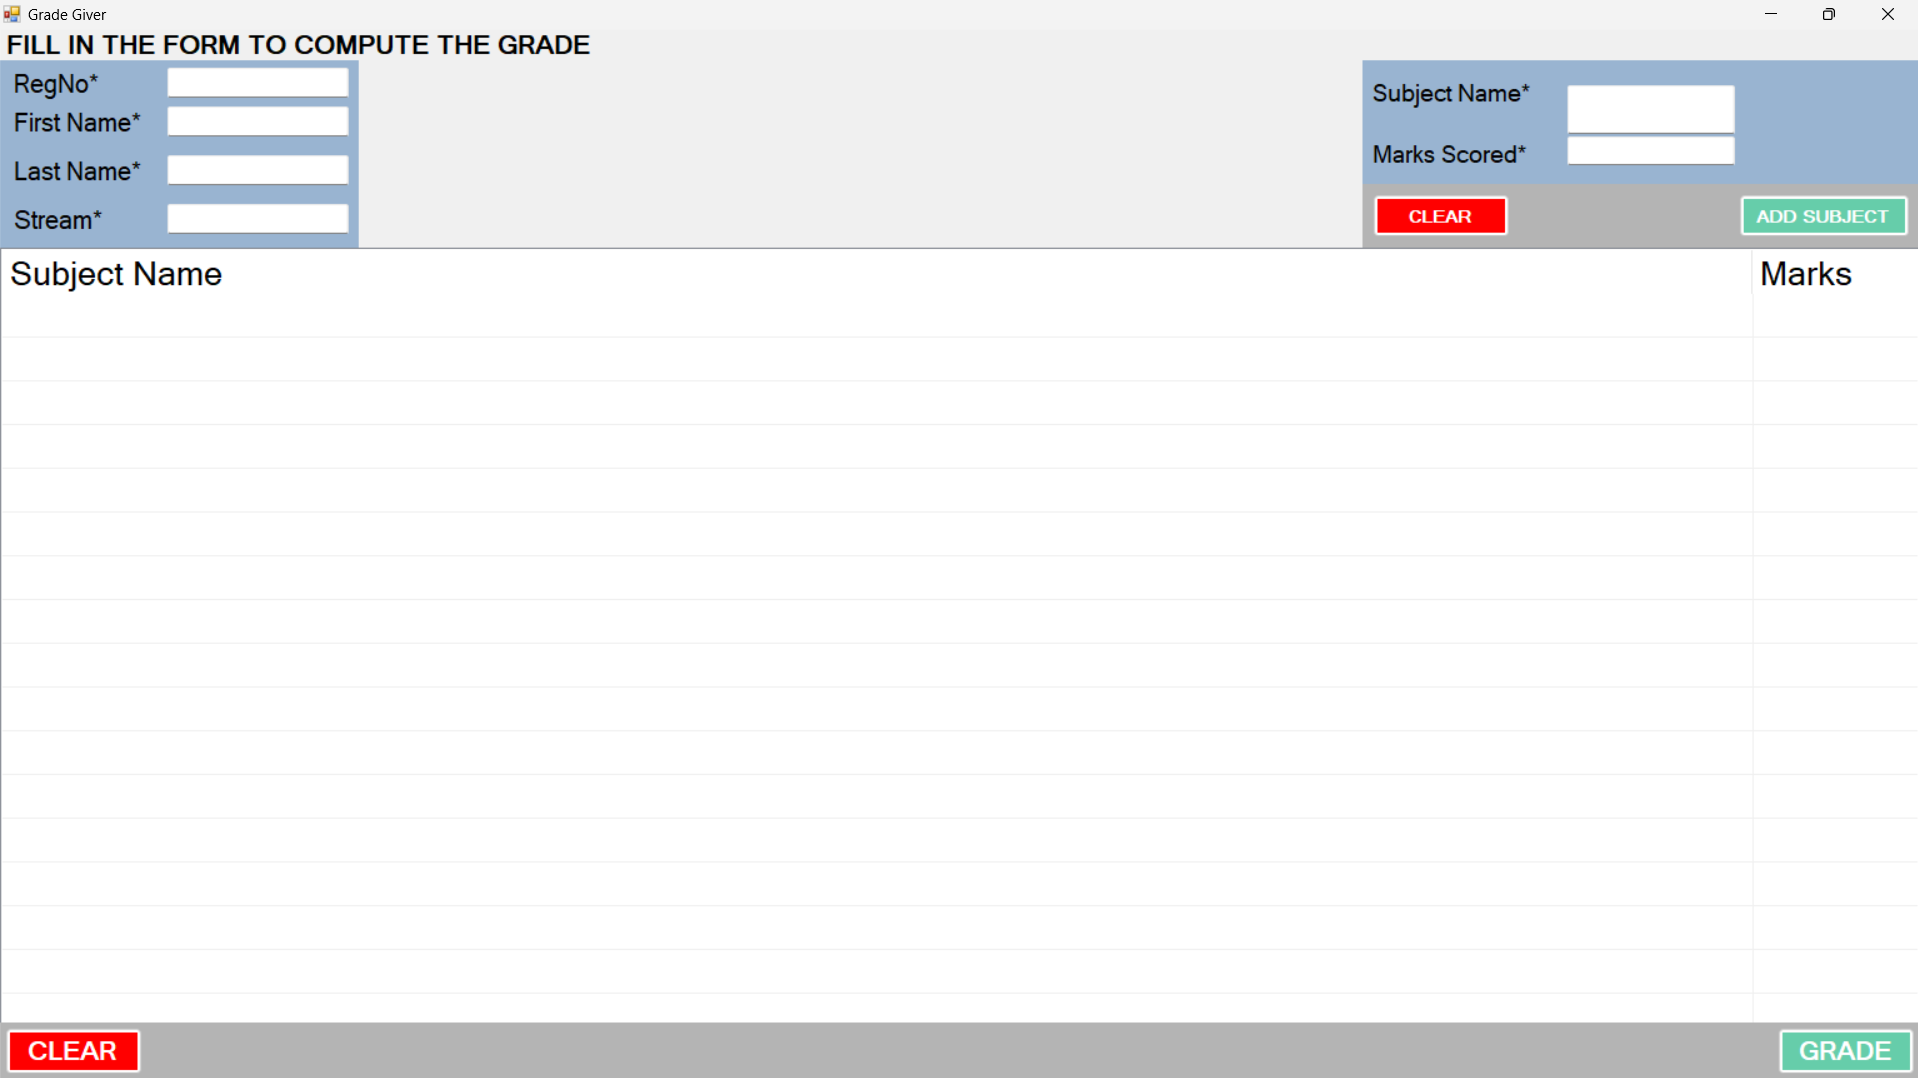 Grade Giver
FILL IN THE FORM TO COMPUTE THE GRADE
RegNo*
First Name*
Last Name*
Stream*
Subject Name*
Marks Scored*
CLEAR
ADD SUBJECT
Subject Name
Marks
CLEAR
GRADE